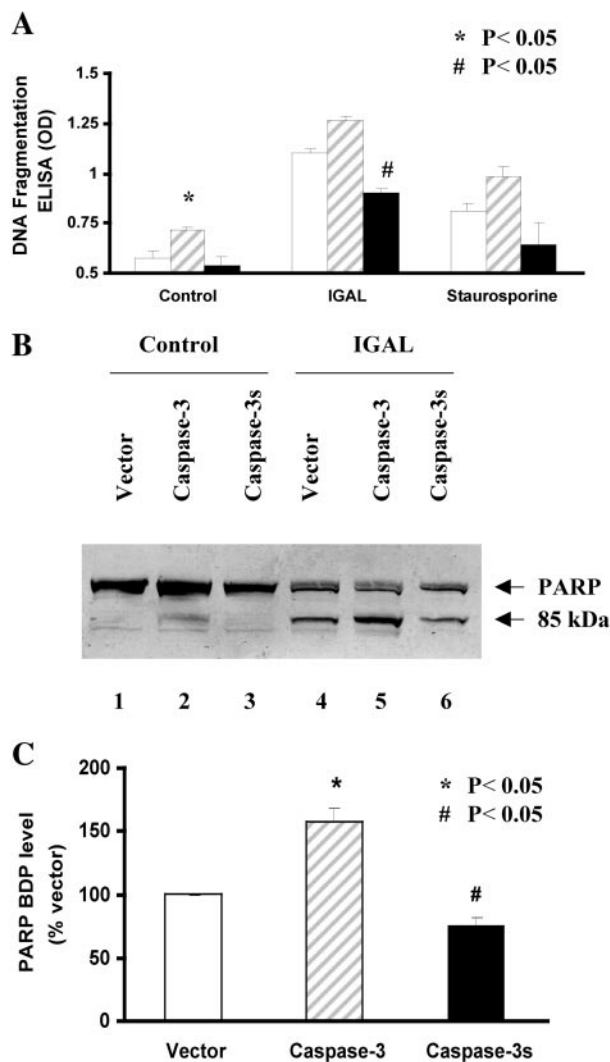 A
* P< 0.05
# P< 0.05
DNA Fragmentation
ELISA (OD)
1.5
1.25
1
0.75
0.5
*
#
Control IGAL Staurosporine
B
Control IGAL
Vector Caspase-3 Caspase-3s Vector Caspase-3 Caspase-3s
PARP
85 kDa
1 2 3 4 5 6
C
PARP BDP level
(% vector)
200
150
100
50
0
*
* P< 0.05
# P< 0.05
#
Vector Caspase-3 Caspase-3s